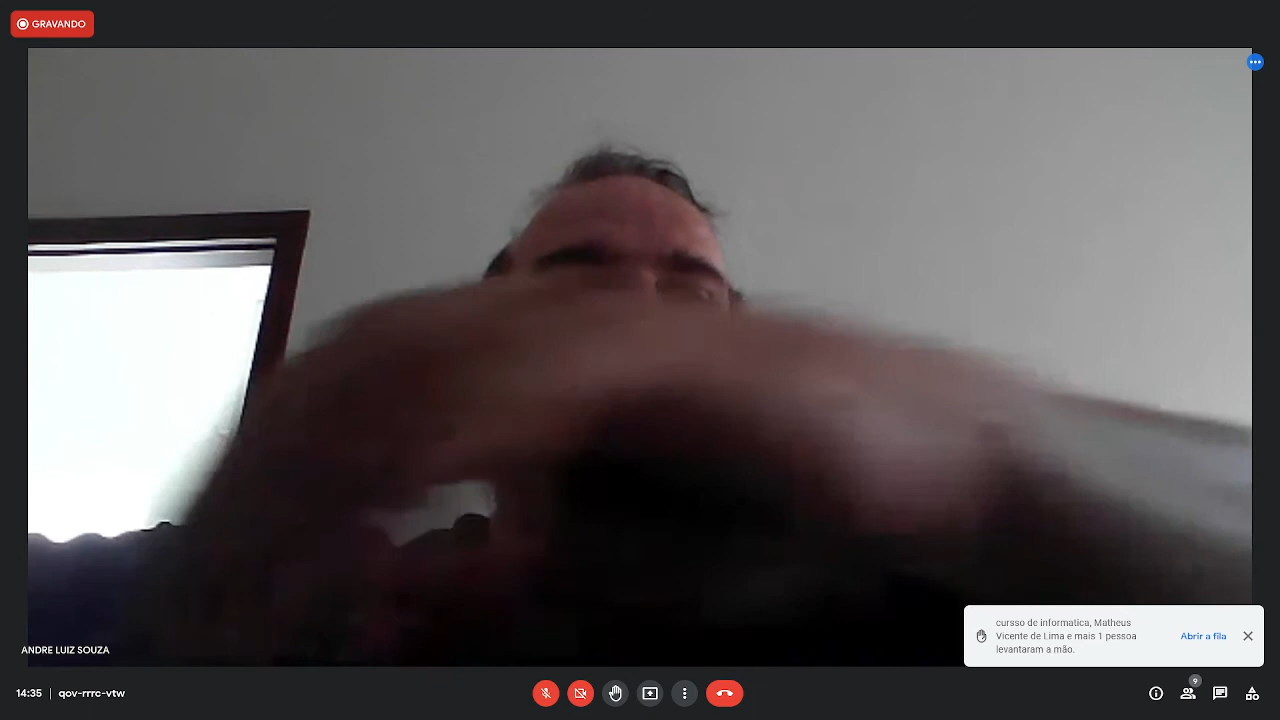 GRAVANDO
cursso de informatica, Matheus
Vicente de Lima e mais 1 pessoa
levantaram a mão.
Abrir a fila
ANDRE LUIZ SOUZA
14:35 | qov-rrrc-vtw
9